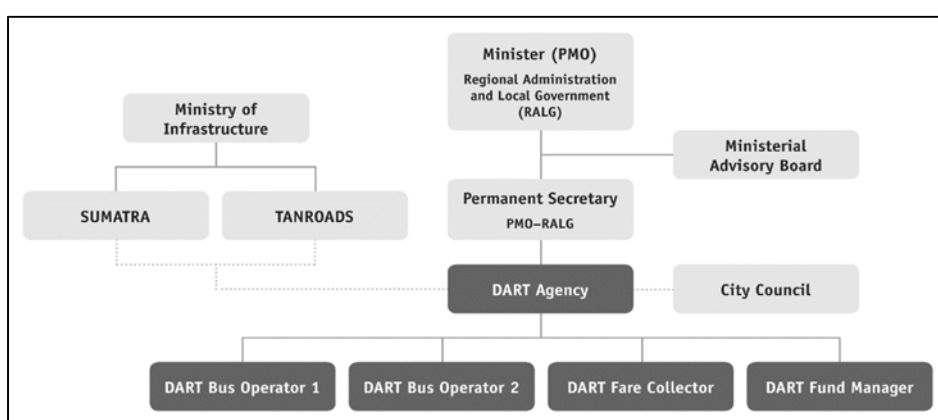 Minister (PMO)
Regional Administration
and Local Government
(RALG)
Ministry of
Infrastructure
Ministerial
Advisory Board
SUMATRA
TANROADS
Permanent Secretary
PMO–RALG
DART Agency
City Council
DART Bus Operator 1
DART Bus Operator 2
DART Fare Collector
DART Fund Manager